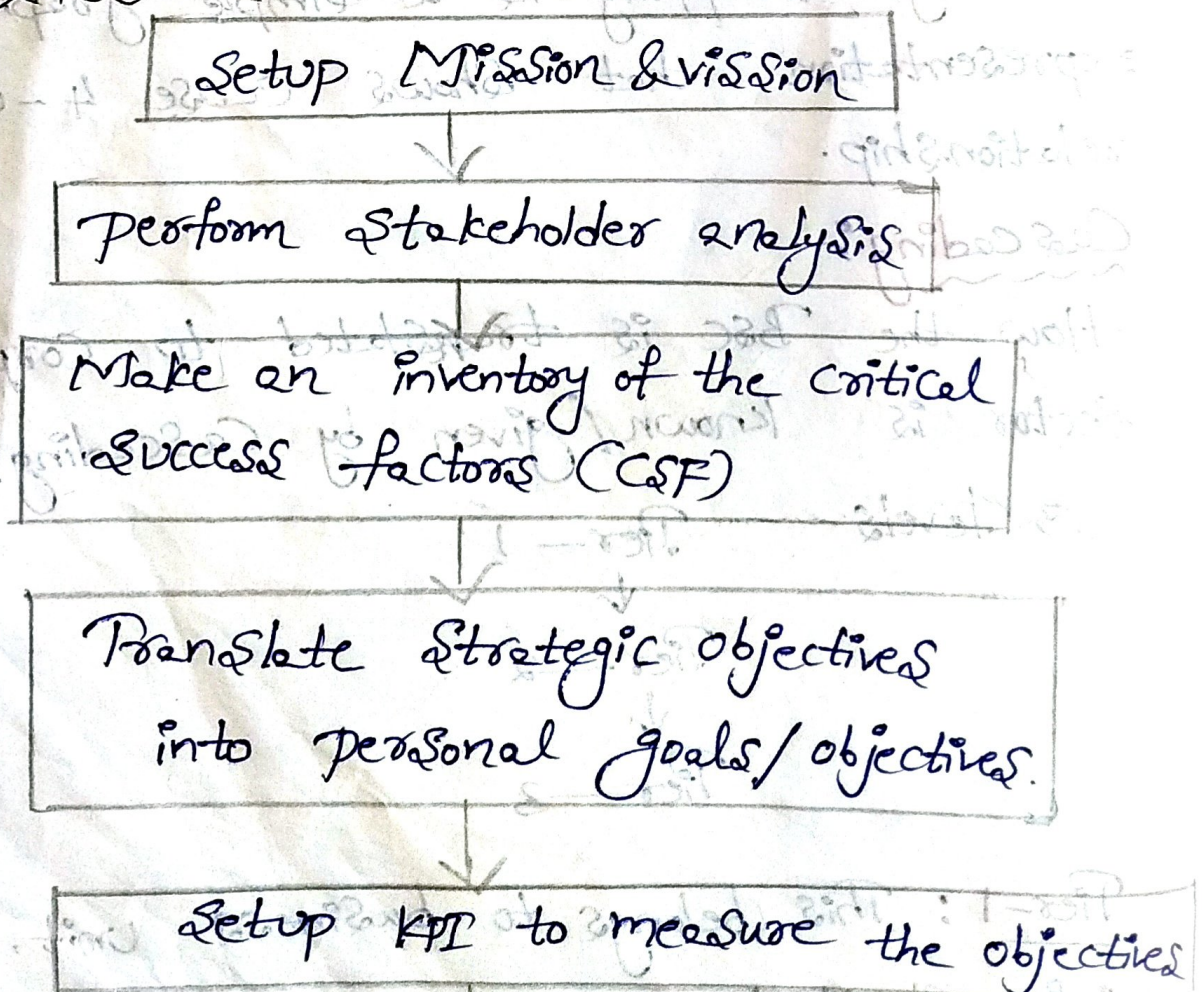 Setup Mission & vission
Perform Stakeholder analysis
Make an inventory of the critical
Success factors (CSF)
Translate Strategic objectives
into personal goals/objectives.
Setup KPI to measure the objectives